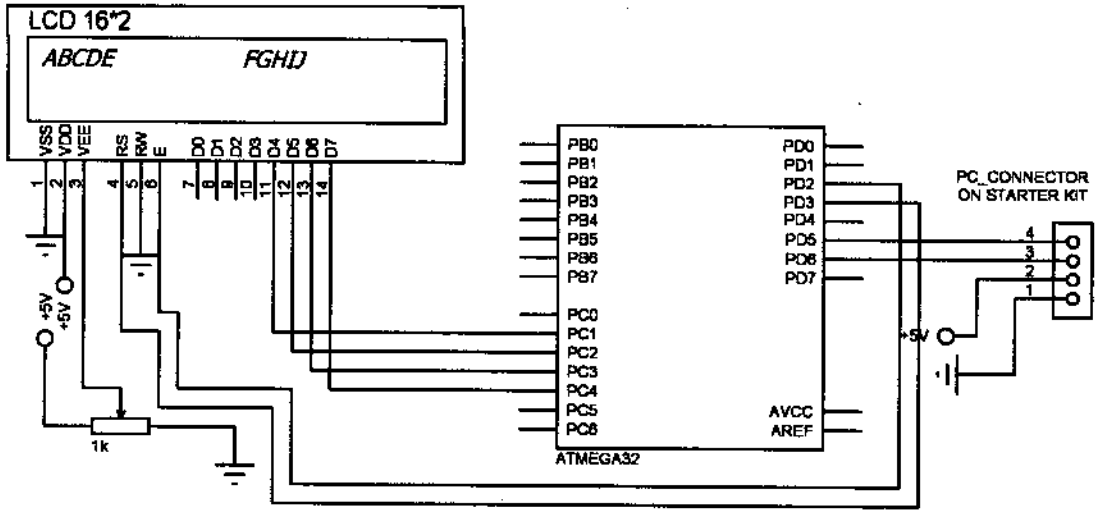 LCD 16*2
ABCDE FGHIJ
VSS
VDD
VEE
RS
RW
E
D0
D1
D2
D3
D4
D5
D6
D7
1
2
3
4
5
6
7
8
9
10
11
12
13
14
+5V
+5V
1k
PB0
PB1
PB2
PB3
PB4
PB5
PB6
PB7
PC0
PC1
PC2
PC3
PC4
PC5
PC6
PD0
PD1
PD2
PD3
PD4
PD5
PD6
PD7
AVCC
AREF
ATMEGA32
PC_CONNECTOR
ON STARTER KIT
4
3
2
1
+5V